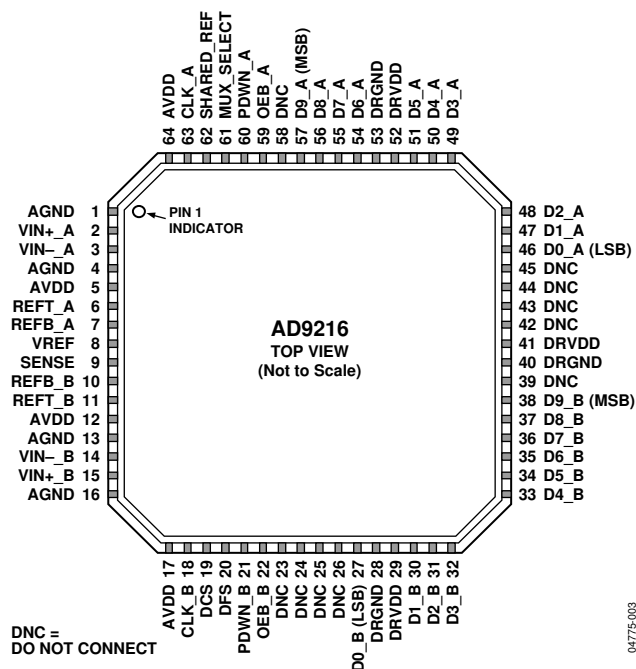 64 AVDD
63 CLK_A
62 SHARED_REF
61 MUX_SELECT
60 PDWN_A
59 OEB_A
58 DNC
57 D9_A (MSB)
56 D8_A
55 D7_A
54 D6_A
53 DRGND
52 DRVDD
51 D5_A
50 D4_A
49 D3_A
AGND 1
VIN+_A 2
VIN–_A 3
AGND 4
AVDD 5
REFT_A 6
REFB_A 7
VREF 8
SENSE 9
REFB_B 10
REFT_B 11
AVDD 12
AGND 13
VIN–_B 14
VIN+_B 15
AGND 16
PIN 1
INDICATOR
AD9216
TOP VIEW
(Not to Scale)
48 D2_A
47 D1_A
46 D0_A (LSB)
45 DNC
44 DNC
43 DNC
42 DNC
41 DRVDD
40 DRGND
39 DNC
38 D9_B (MSB)
37 D8_B
36 D7_B
35 D6_B
34 D5_B
33 D4_B
AVDD 17
CLK_B 18
DCS 19
DFS 20
PDWN_B 21
OEB_B 22
DNC 23
DNC 24
DNC 25
DNC 26
D0_B (LSB) 27
DRGND 28
DRVDD 29
D1_B 30
D2_B 31
D3_B 32
DNC =
DO NOT CONNECT
04775-003